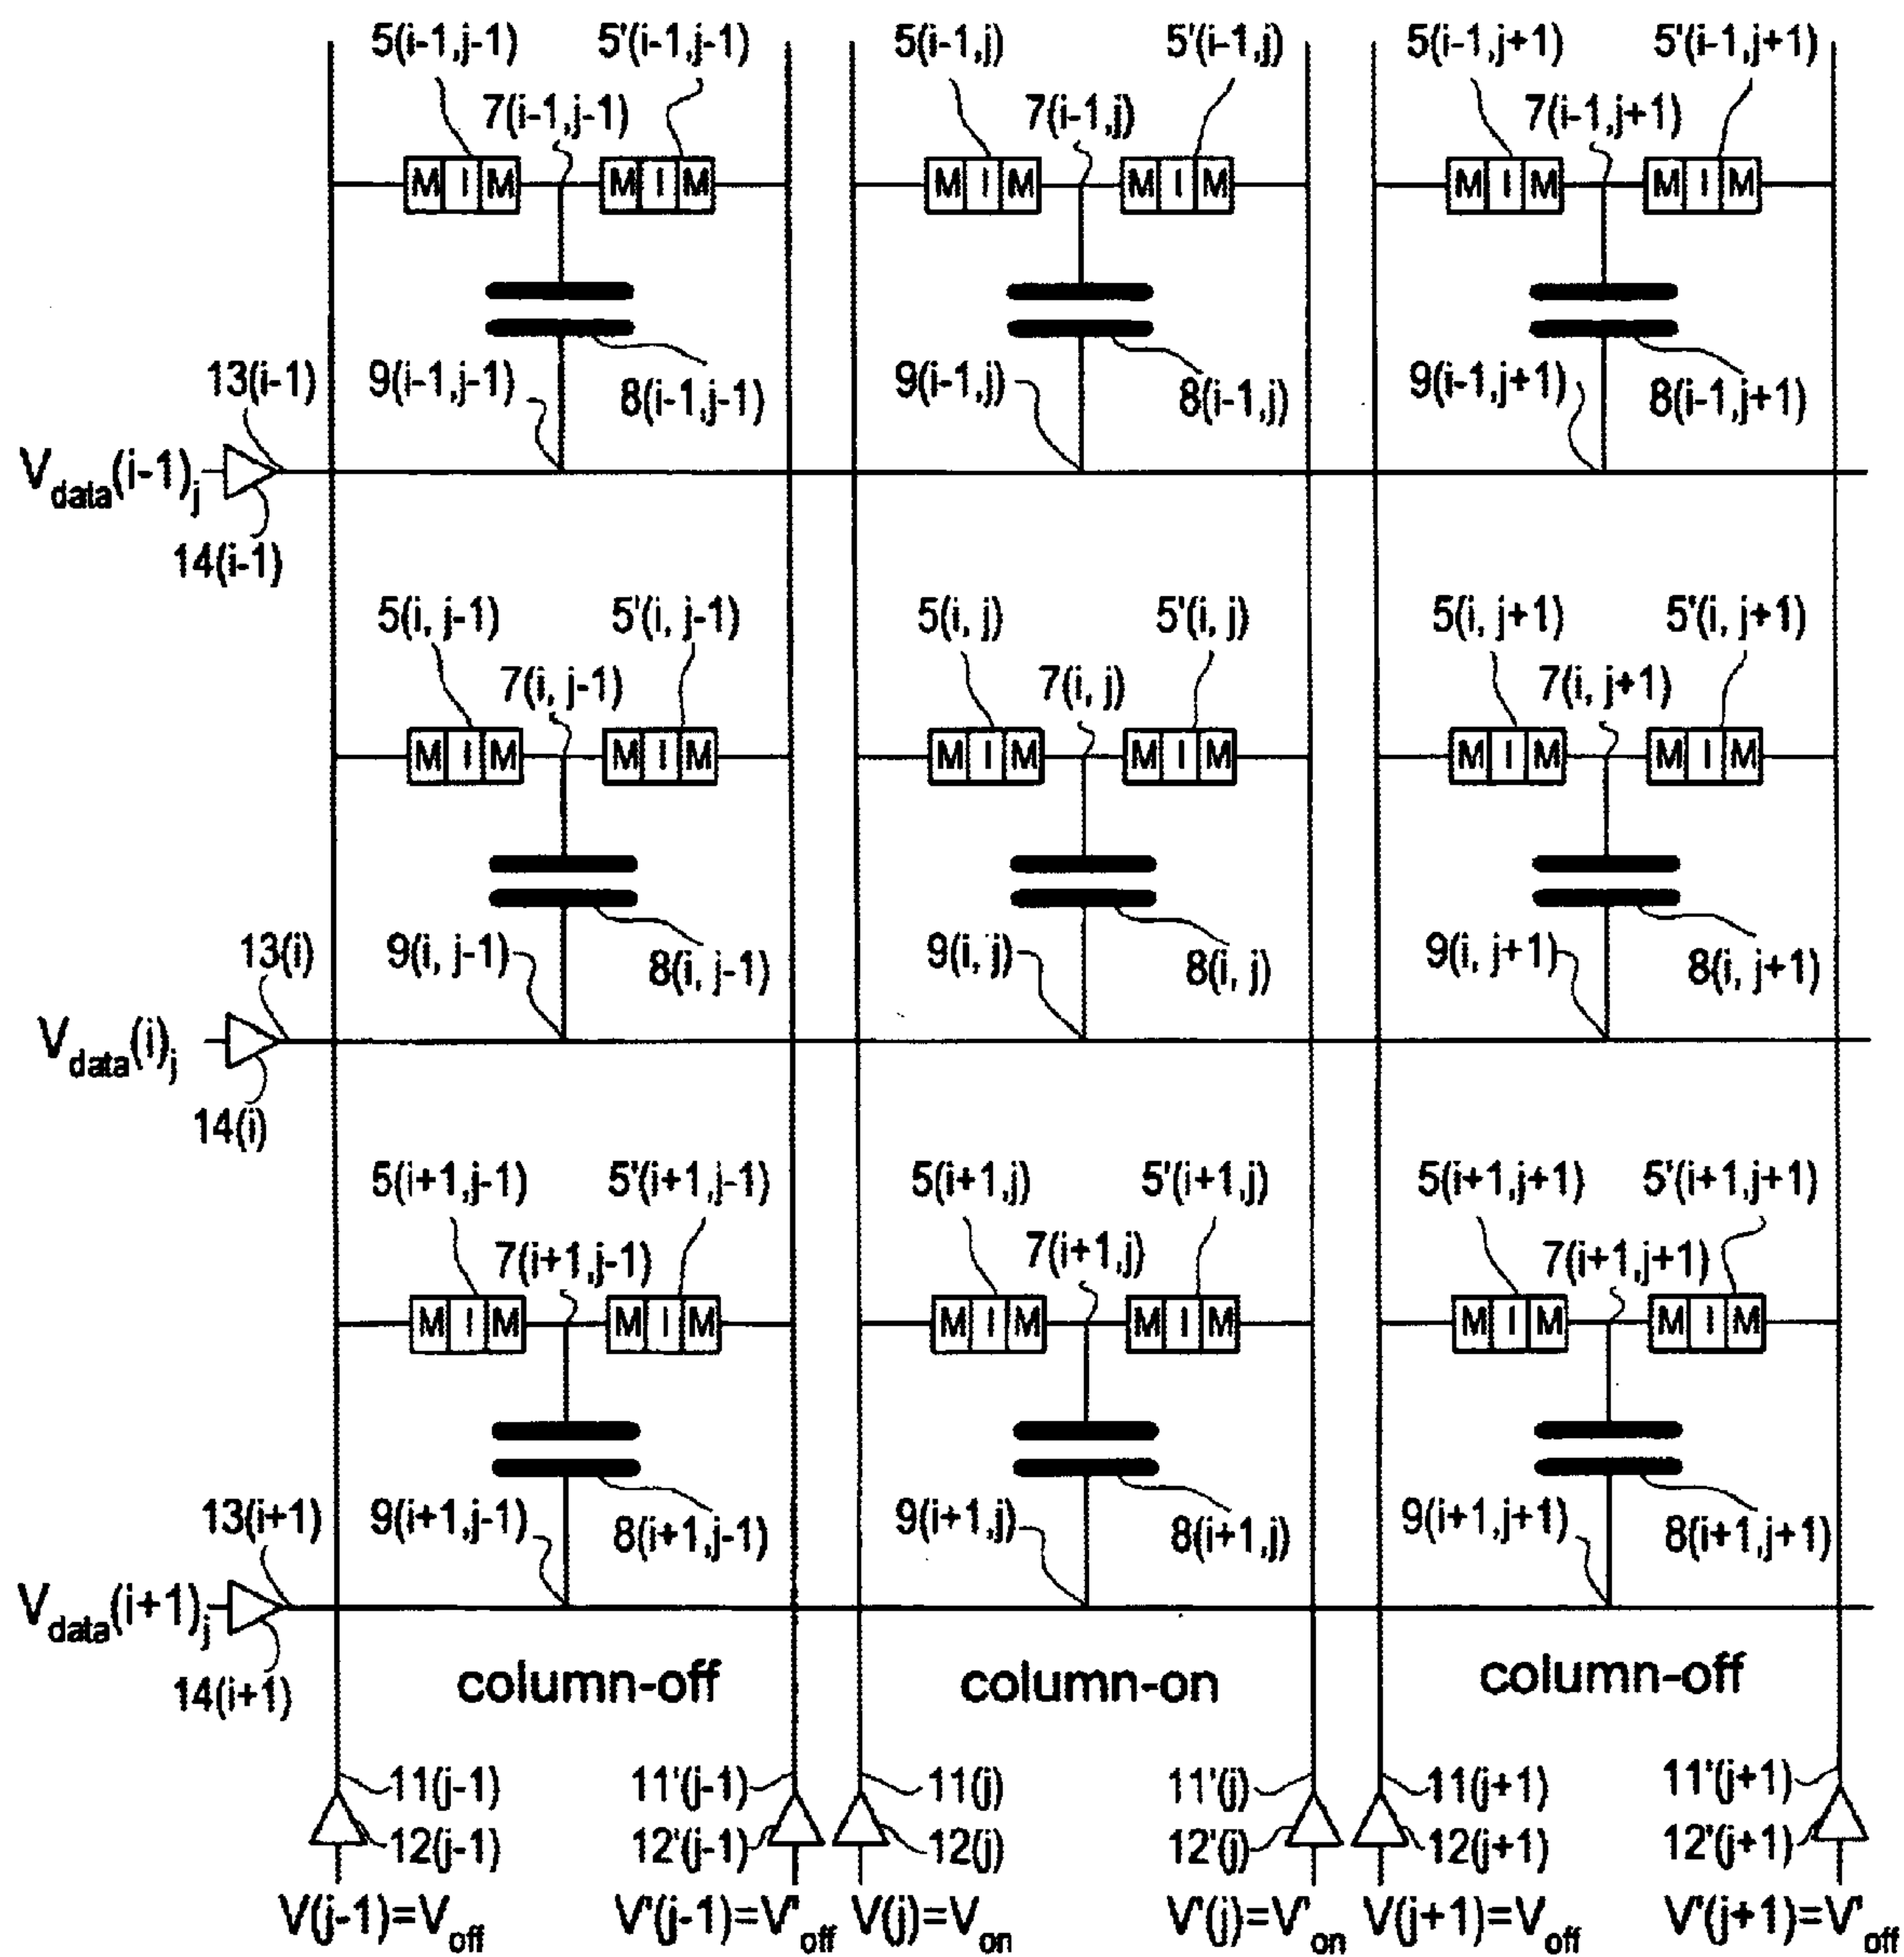 5(i-1,j-1) 5'(i-1,j-1) 5(i-1,j) 5'(i-1,j) 5(i-1,j+1) 5'(i-1,j+1)
7(i-1,j-1) 7(i-1,j) 7(i-1,j+1)
M I M M I M M I M M I M M I M M I M
13(i-1) 9(i-1,j-1) 8(i-1,j-1) 9(i-1,j) 8(i-1,j) 9(i-1,j+1) 8(i-1,j+1)
Vdata(i-1)j
14(i-1)
5(i, j-1) 5'(i, j-1) 5(i, j) 5'(i, j) 5(i, j+1) 5'(i, j+1)
7(i, j-1) 7(i, j) 7(i, j+1)
M I M M I M M I M M I M M I M M I M
13(i) 9(i, j-1) 8(i, j-1) 9(i, j) 8(i, j) 9(i, j+1) 8(i, j+1)
Vdata(i)j
14(i)
5(i+1,j-1) 5'(i+1,j-1) 5(i+1,j) 5'(i+1,j) 5(i+1,j+1) 5'(i+1,j+1)
7(i+1,j-1) 7(i+1,j) 7(i+1,j+1)
M I M M I M M I M M I M M I M M I M
13(i+1) 9(i+1,j-1) 8(i+1,j-1) 9(i+1,j) 8(i+1,j) 9(i+1,j+1) 8(i+1,j+1)
Vdata(i+1)j
14(i+1) column-off column-on column-off
11(j-1) 11'(j-1) 11(j) 11'(j) 11(j+1) 11'(j+1)
12(j-1) 12'(j-1) 12(j) 12'(j) 12(j+1) 12'(j+1)
V(j-1)=Voff V'(j-1)=V'off V(j)=Von V'(j)=V'on V(j+1)=Voff V'(j+1)=V'off